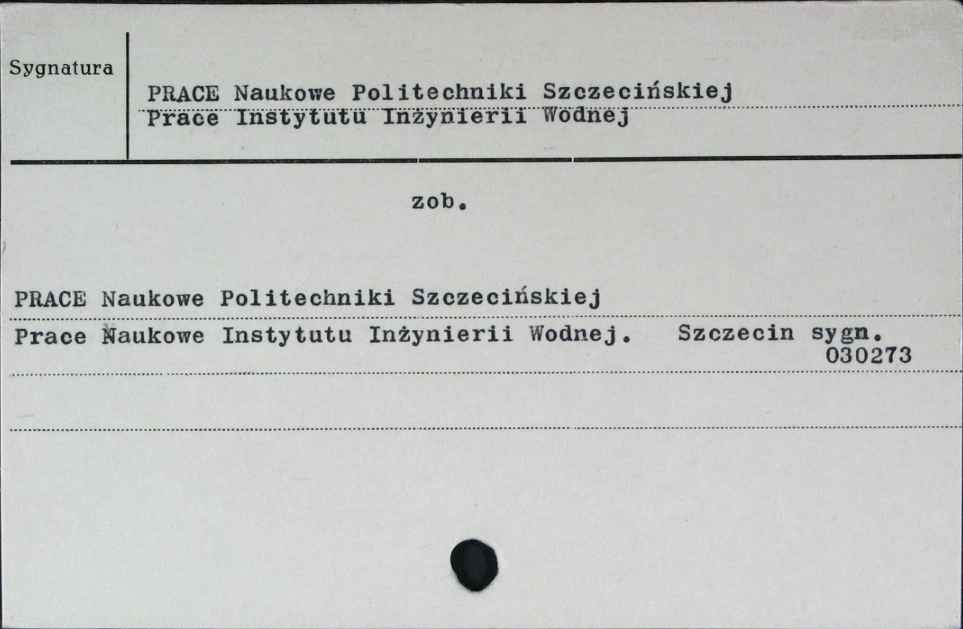 Sygnatura
PRACE Naukowe Politechniki Szczecińskiej
Prace Instytutu Inżynierii Wodnej
zob.
PRACE Naukowe Politechniki Szczecińskiej
Prace Naukowe Instytutu Inżynierii Wodnej. Szczecin sygn.
030273